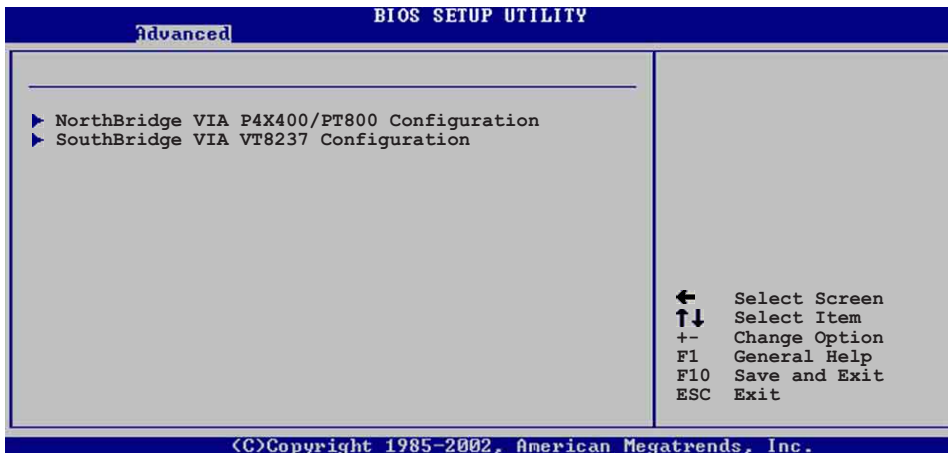 BIOS SETUP UTILITY
Advanced
NorthBridge VIA P4X400/PT800 Configuration
SouthBridge VIA VT8237 Configuration
← Select Screen
↑↓ Select Item
+- Change Option
F1 General Help
F10 Save and Exit
ESC Exit
(C)Copyright 1985-2002, American Megatrends, Inc.